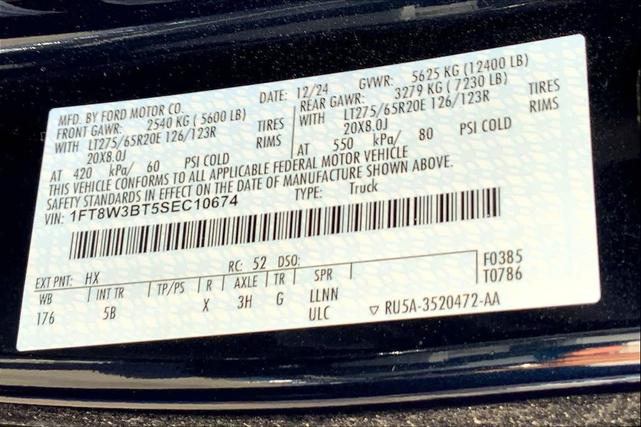 MFD. BY FORD MOTOR CO. DATE: 12/24 GVWR: 5625 KG (12400 LB)
FRONT GAWR: 2540 KG ( 5600 LB) REAR GAWR: 3279 KG ( 7230 LB)
WITH LT275/65R20E 126/123R TIRES WITH LT275/65R20E 126/123R TIRES
20X8.0J RIMS 20X8.0J RIMS
AT 420 kPa/ 60 PSI COLD AT 550 kPa/ 80 PSI COLD
THIS VEHICLE CONFORMS TO ALL APPLICABLE FEDERAL MOTOR VEHICLE
SAFETY STANDARDS IN EFFECT ON THE DATE OF MANUFACTURE SHOWN ABOVE.
VIN: 1FT8W3BT5SEC10674 TYPE: Truck
EXT PNT: HX RC: 52 DSO: F0385
WB INT TR TP/PS R AXLE TR SPR T0786
176 5B X 3H G LLNN
ULC ▽ RU5A-3520472-AA